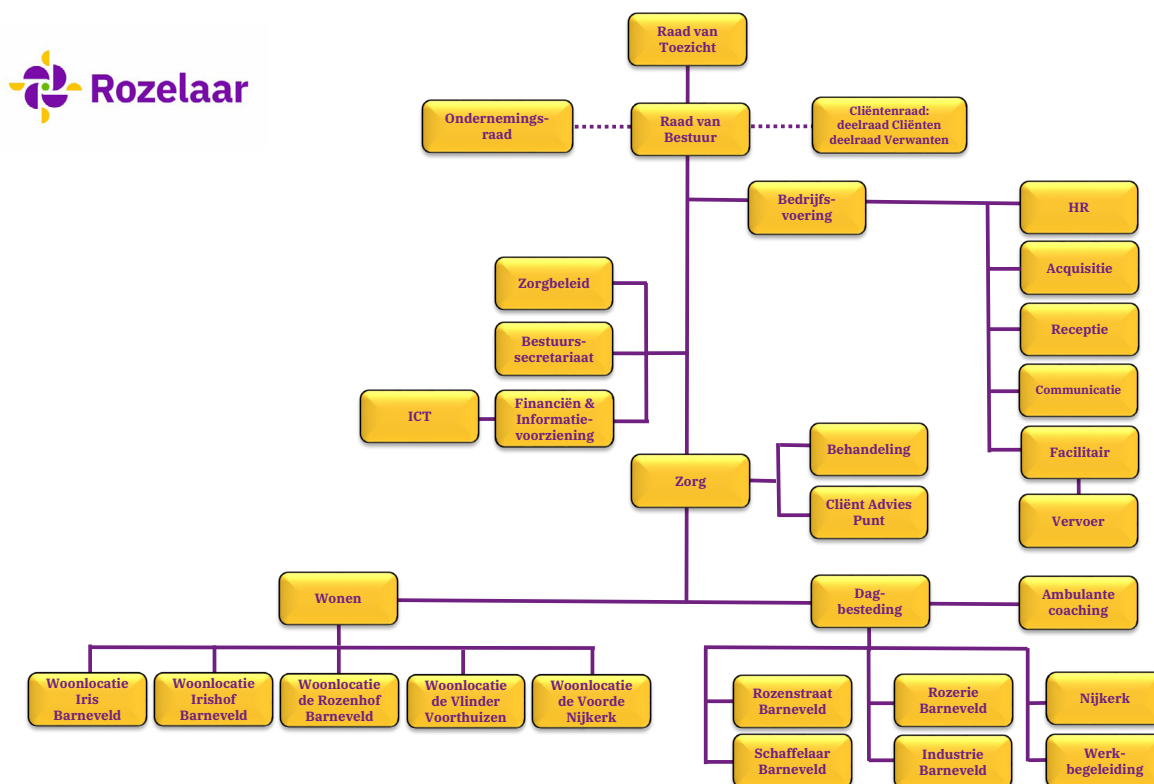 Raad van
Toezicht
Rozelaar
Ondernemings-
raad
Raad van
Bestuur
Cliëntenraad:
deelraad Cliënten
deelraad Verwanten
Bedrijfs-
voering
HR
Acquisitie
Receptie
Communicatie
Facilitair
Vervoer
Zorgbeleid
Bestuurs-
secretariaat
ICT
Financiën &
Informatie-
voorziening
Zorg
Behandeling
Cliënt Advies
Punt
Wonen
Dag-
besteding
Ambulante
coaching
Woonlocatie
Iris
Barneveld
Woonlocatie
Irishof
Barneveld
Woonlocatie
de Rozenhof
Barneveld
Woonlocatie
de Vlinder
Voorthuizen
Woonlocatie
de Voorde
Nijkerk
Rozenstraat
Barneveld
Rozerie
Barneveld
Nijkerk
Schaffelaar
Barneveld
Industrie
Barneveld
Werk-
begeleiding